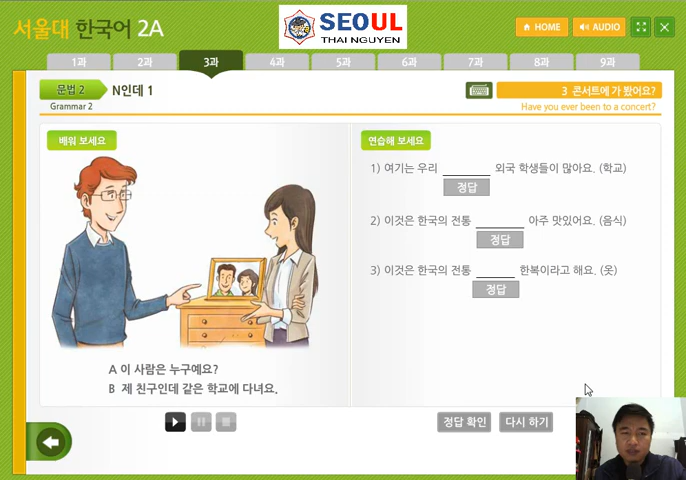 서울대 한국어 2A
SEOUL
THAI NGUYEN
HOME
AUDIO
1과
2과
3과
4과
5과
6과
7과
8과
9과
문법 2
N인데 1
Grammar 2
3 콘서트에 가 봤어요?
Have you ever been to a concert?
배워 보세요
A 이 사람은 누구예요?
B 제 친구인데 같은 학교에 다녀요.
연습해 보세요
1) 여기는 우리 ______ 외국 학생들이 많아요. (학교)
정답
2) 이것은 한국의 전통 ______ 아주 맛있어요. (음식)
정답
3) 이것은 한국의 전통 ______ 한복이라고 해요. (옷)
정답
정답 확인
다시 하기